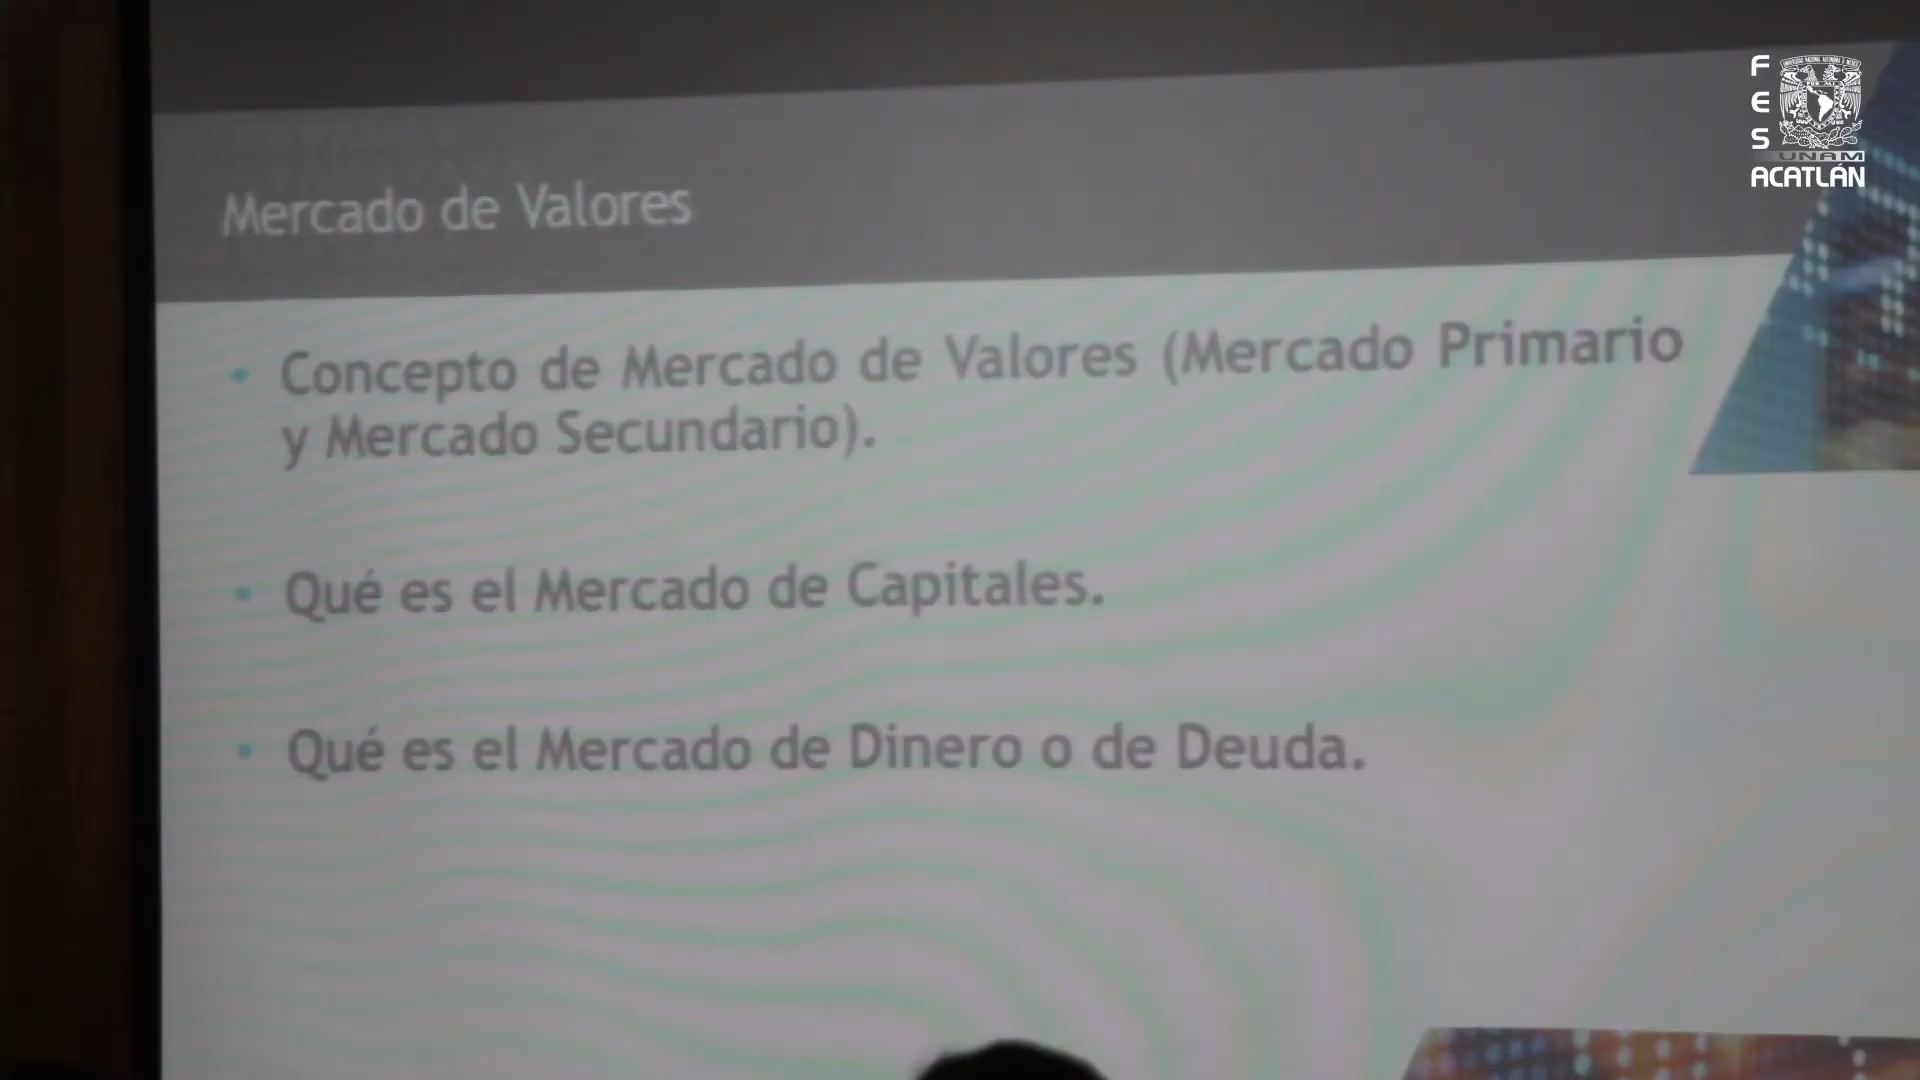 F
E
S
UNAM
ACATLÁN
Mercado de Valores
• Concepto de Mercado de Valores (Mercado Primario
y Mercado Secundario).
• Qué es el Mercado de Capitales.
• Qué es el Mercado de Dinero o de Deuda.